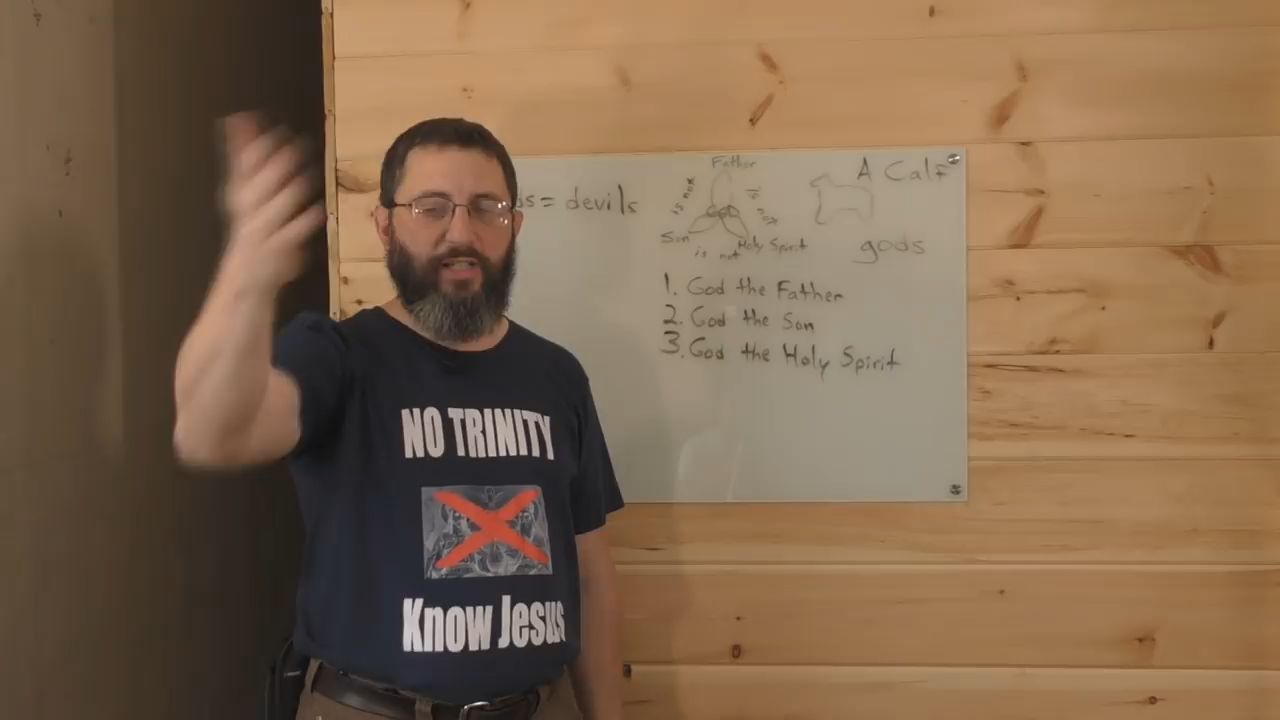 = devils
Father
is not
is not
Son
is not
Holy Spirit
A Calf
gods
1. God the Father
2. God the Son
3. God the Holy Spirit
NO TRINITY
Know Jesus